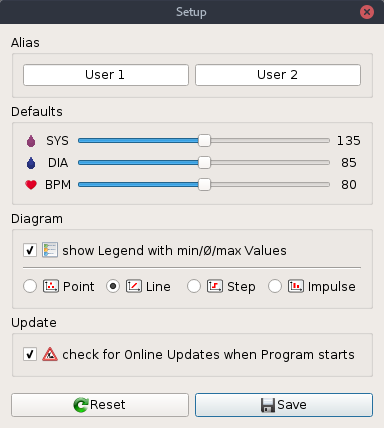 Setup
Alias
User 1 User 2
Defaults
SYS 135
DIA 85
BPM 80
Diagram
show Legend with min/Ø/max Values
Point Line Step Impulse
Update
check for Online Updates when Program starts
Reset Save